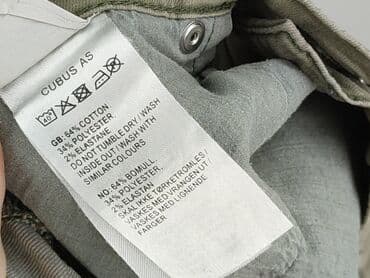 CUBUS AS
40
GB: 64% COTTON
34% POLYESTER
2% ELASTANE
DO NOT TUMBLE DRY/ WASH
INSIDE OUT/ WASH WITH
SIMILAR COLOURS
NO: 64% BOMULL
34% POLYESTER,
2% ELASTAN
SKAL IKKE TØRKETROMLES/
VASKES MED VRANGEN UT/
VASKES MED LIGNENDE
FARGER